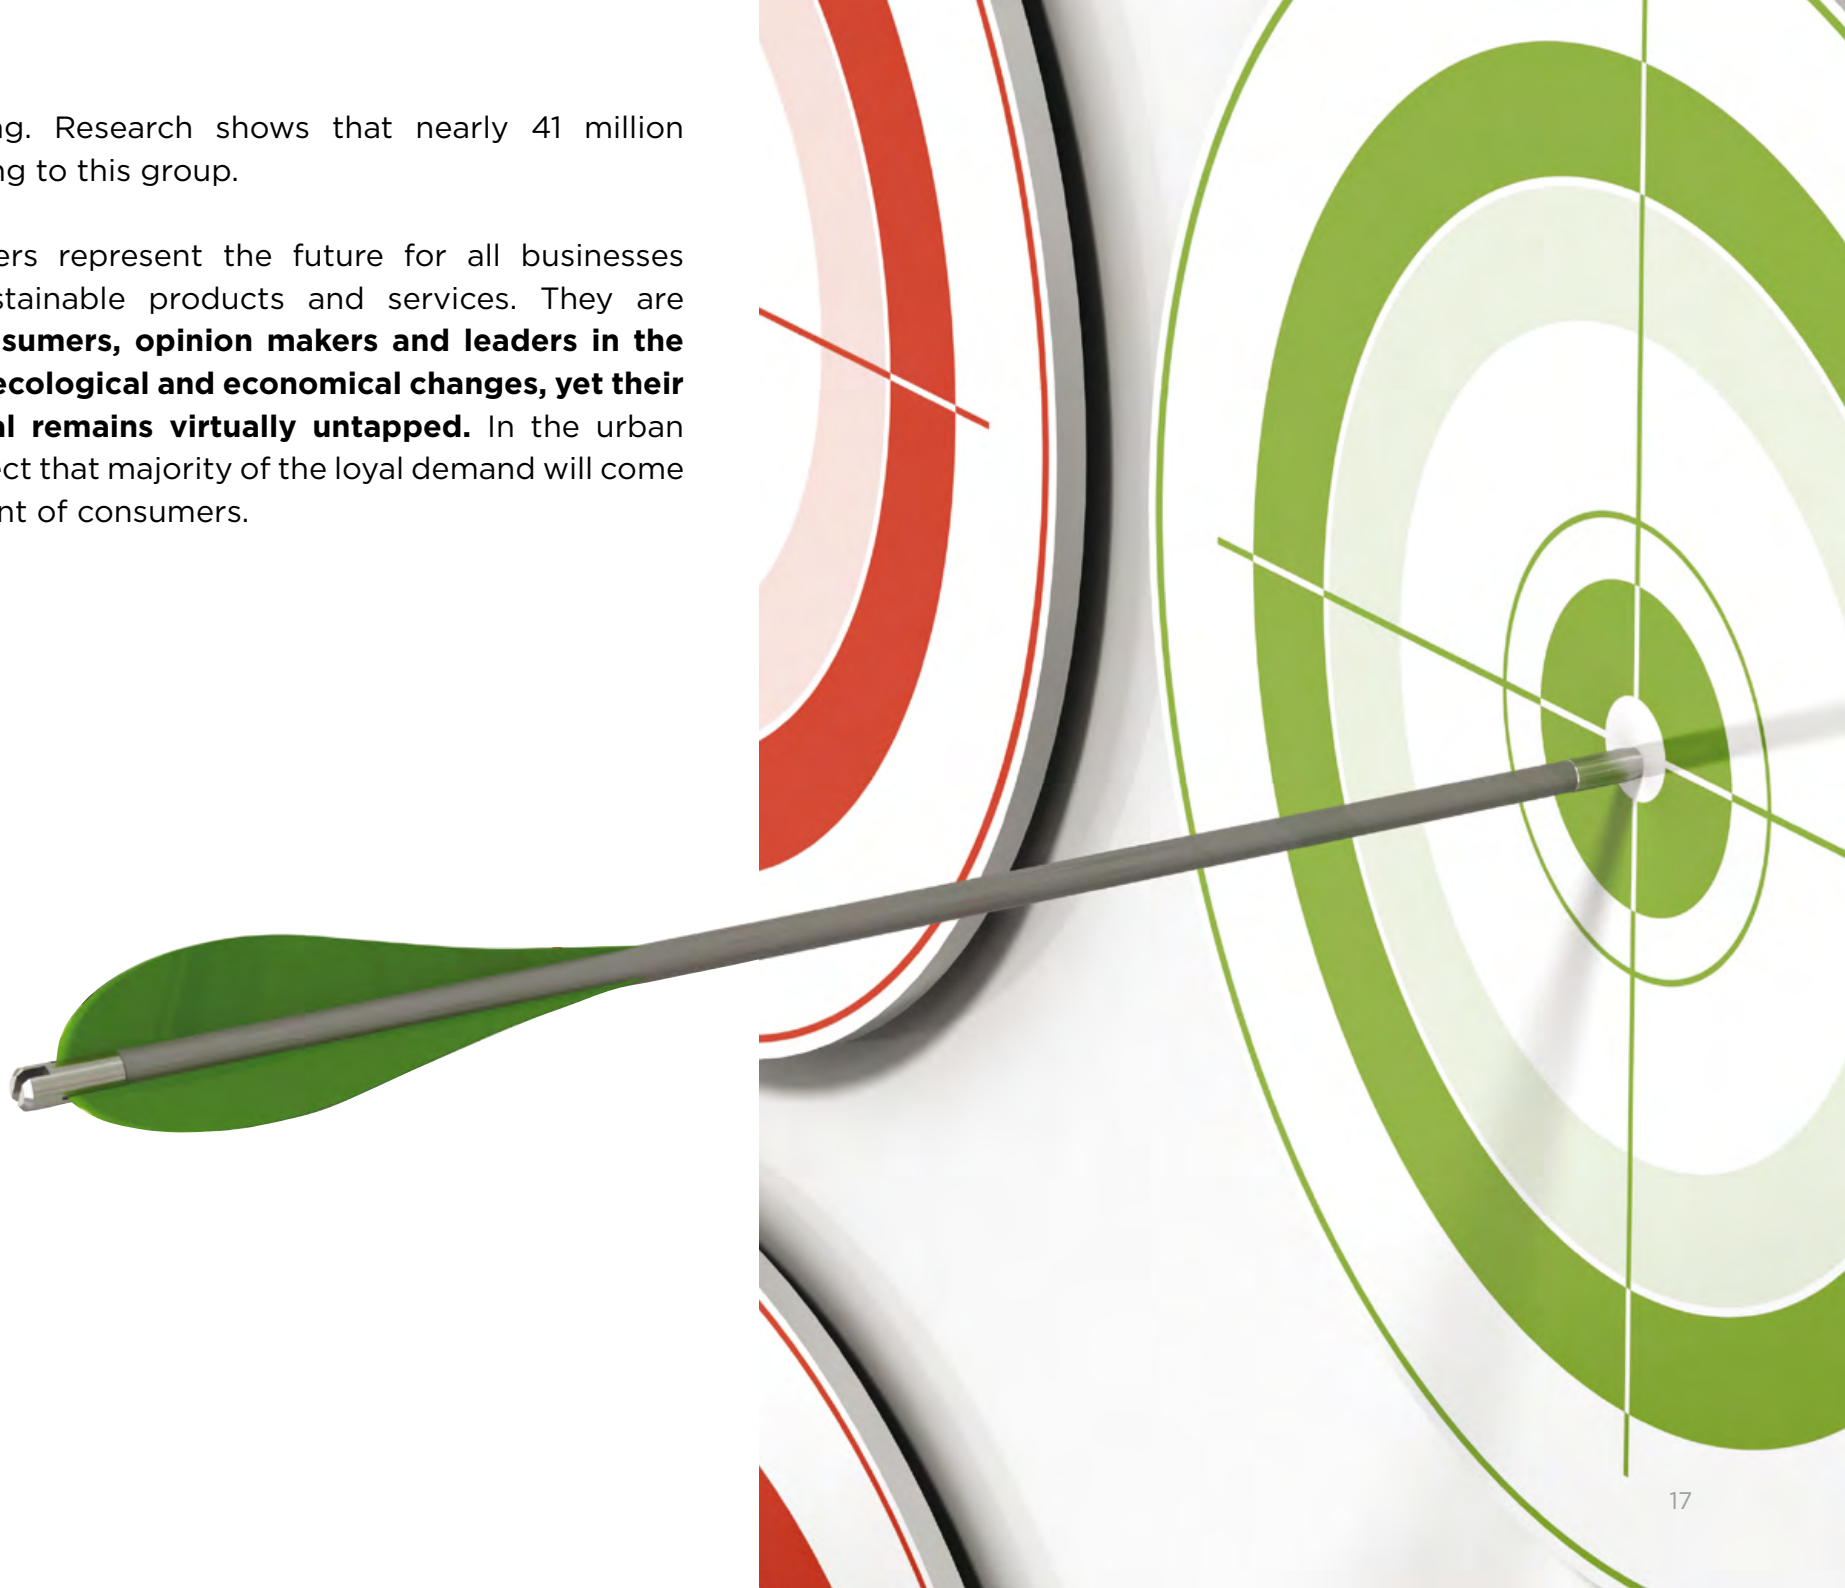 ng. Research shows that nearly 41 million
ng to this group.
ers represent the future for all businesses
stainable products and services. They are
sumers, opinion makers and leaders in the
ecological and economical changes, yet their
al remains virtually untapped. In the urban
ect that majority of the loyal demand will come
nt of consumers.
17